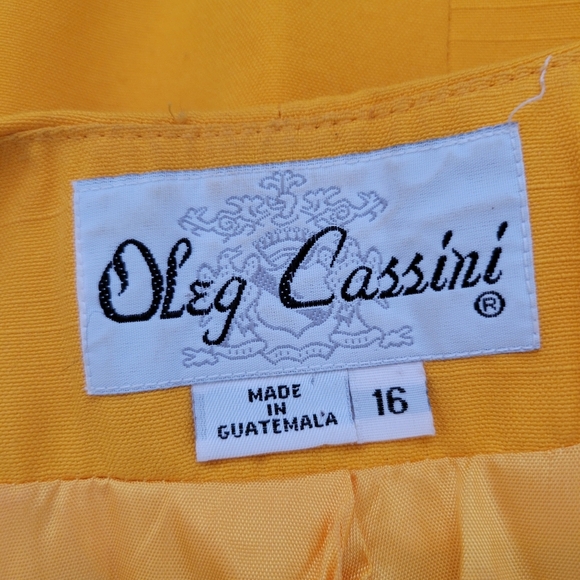 Oleg Cassini ®
MADE
IN
GUATEMALA
16